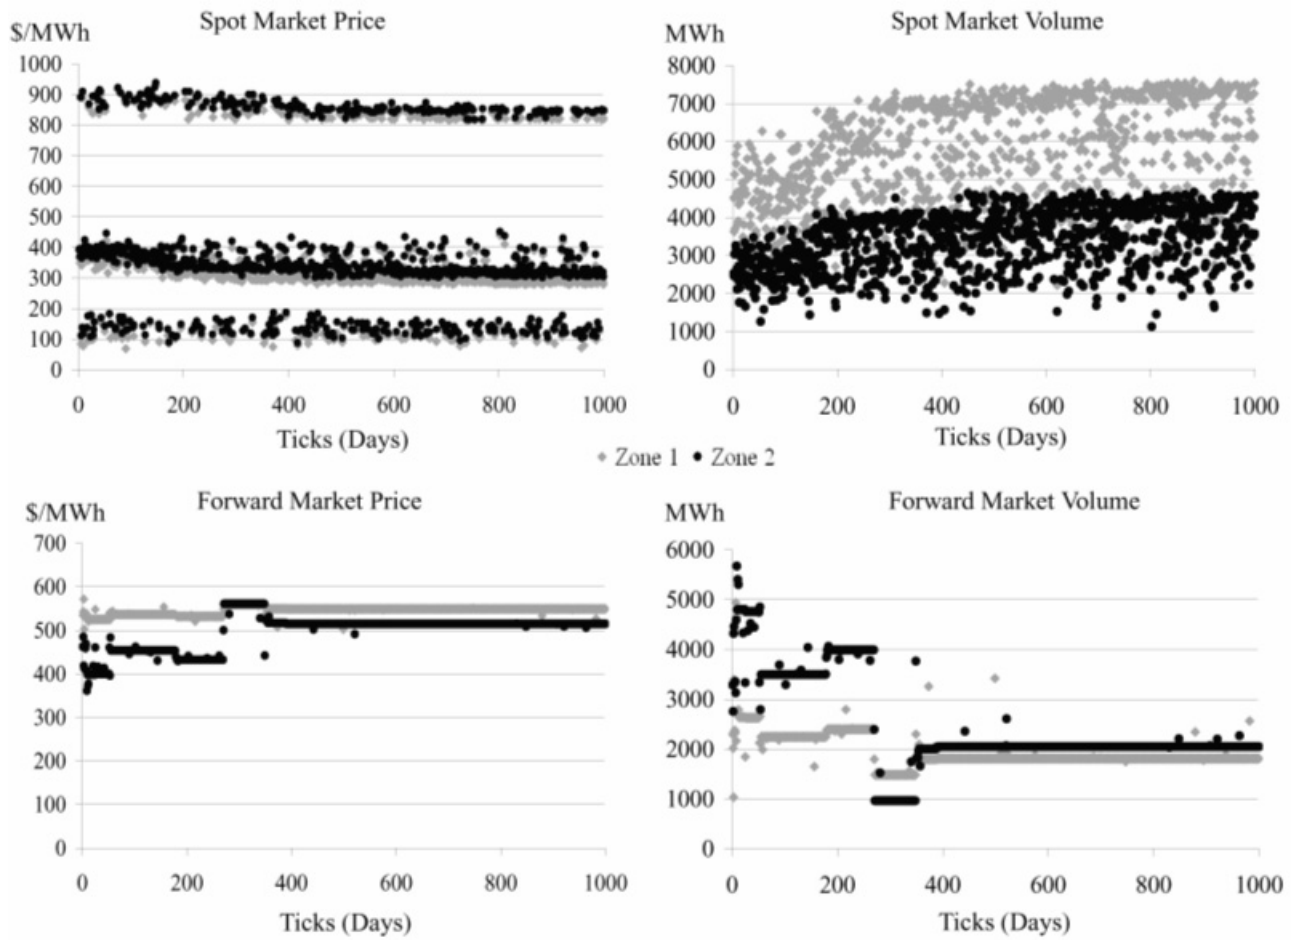 Spot Market Price
$/MWh
1000
900
800
700
600
500
400
300
200
100
0
0 200 400 600 800 1000
Ticks (Days)
Spot Market Volume
MWh
8000
7000
6000
5000
4000
3000
2000
1000
0
0 200 400 600 800 1000
Ticks (Days)
Zone 1 Zone 2
Forward Market Price
$/MWh
700
600
500
400
300
200
100
0
0 200 400 600 800 1000
Ticks (Days)
Forward Market Volume
MWh
6000
5000
4000
3000
2000
1000
0
0 200 400 600 800 1000
Ticks (Days)